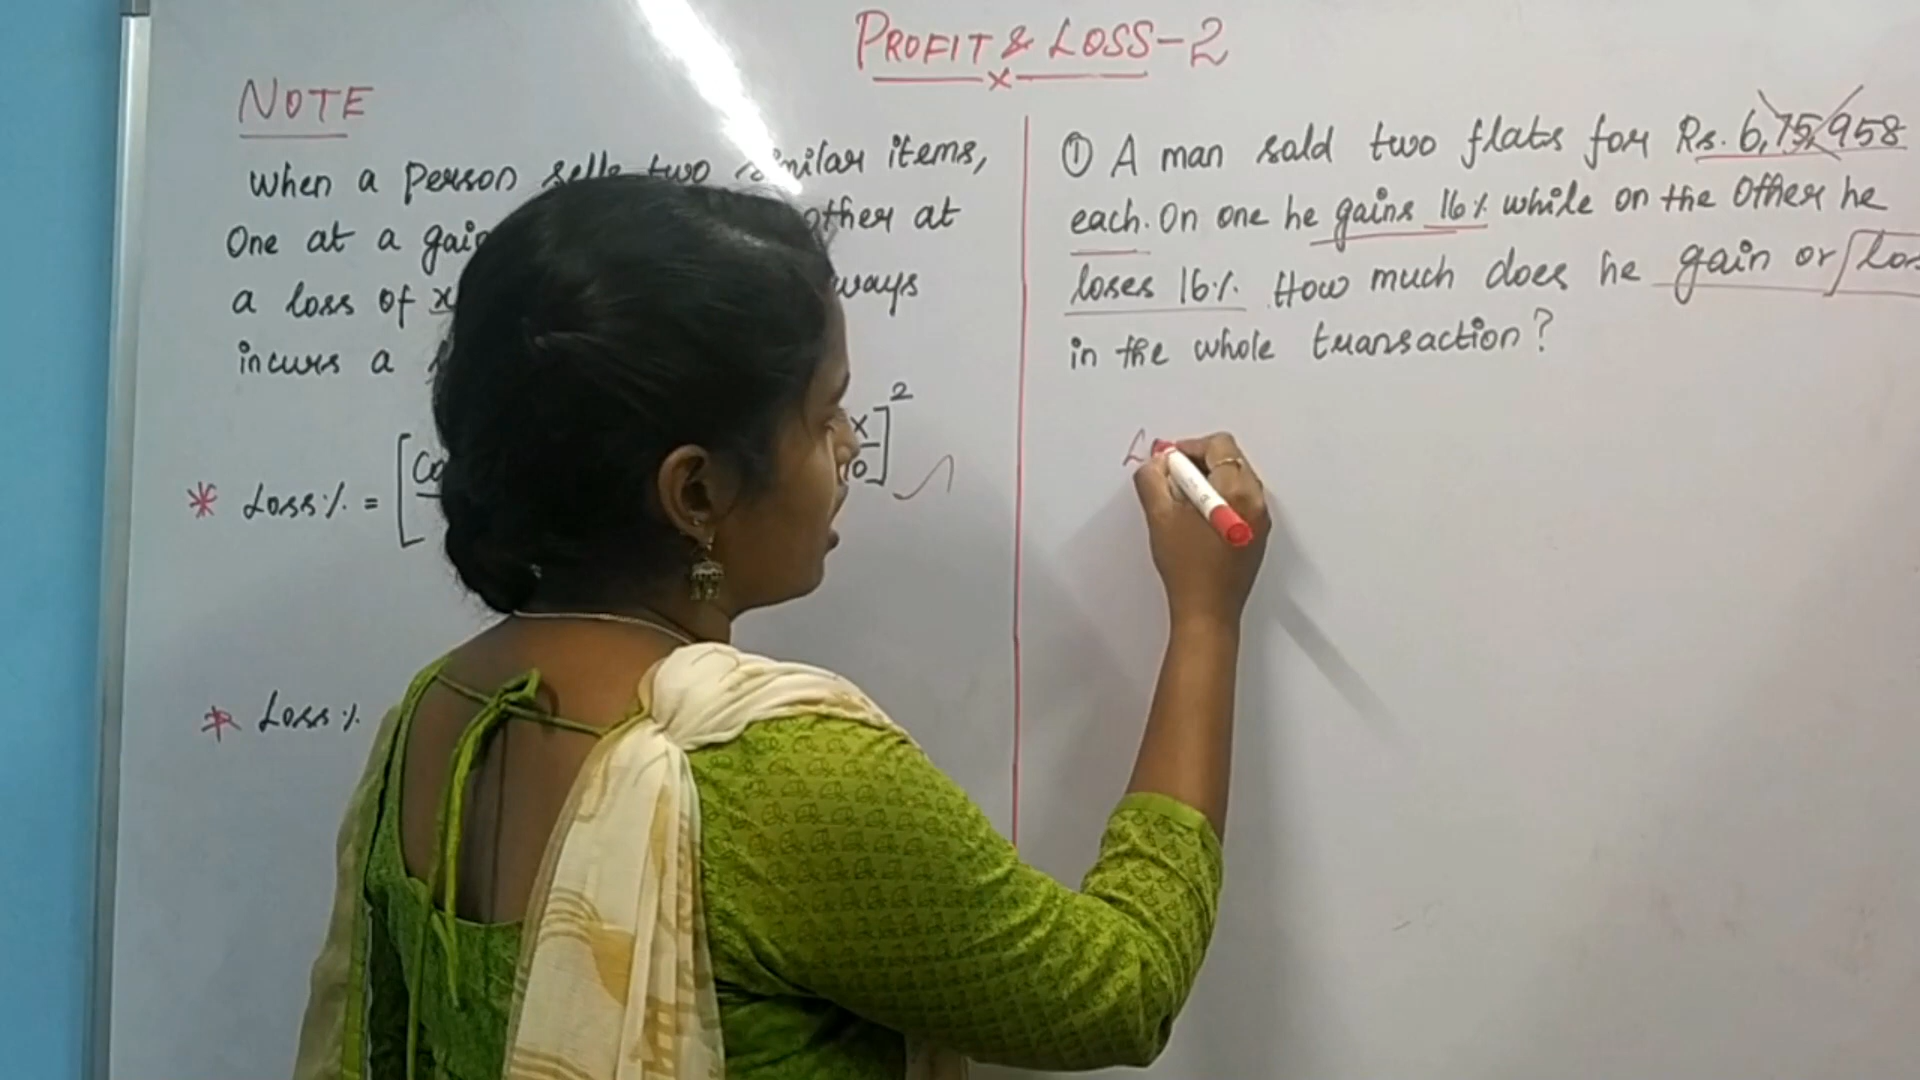 PROFIT & LOSS-2
NOTE
When a person sells two similar items,
One at a gain other at
a loss of x ways
incurs a
* Loss % = [ x ]²
* Loss %
① A man sold two flats for Rs. 6,75,958
each. On one he gains 16% while on the Other he
loses 16%. How much does he gain or
in the whole transaction?
L